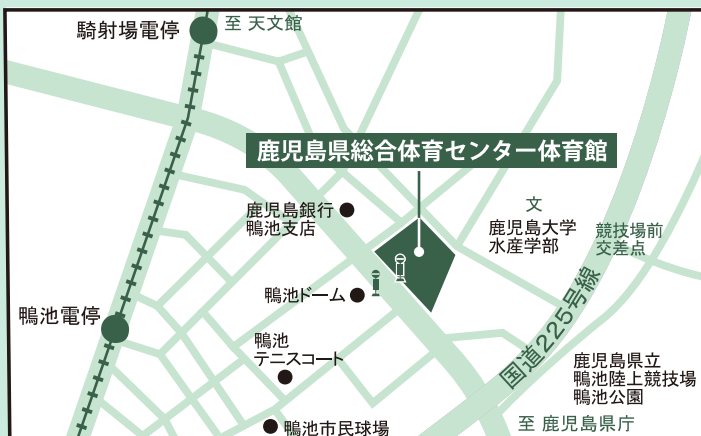 騎射場電停
至 天文館
鹿児島県総合体育センター体育館
鹿児島銀行
鴨池支店
文
鹿児島大学
水産学部
競技場前
交差点
鴨池ドーム
鴨池電停
国道225号線
鴨池
テニスコート
鹿児島県立
鴨池陸上競技場
鴨池公園
鴨池市民球場
至 鹿児島県庁